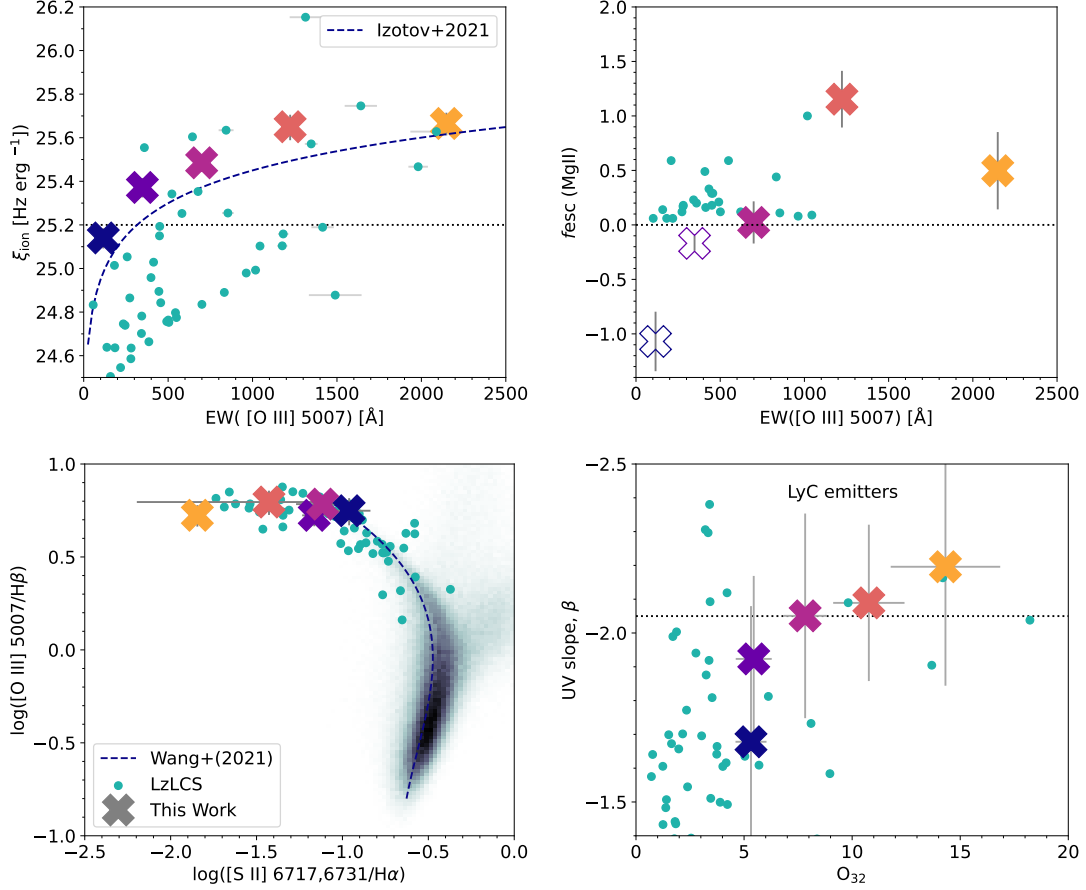 26.2
26.0
25.8
25.6
25.4
25.2
25.0
24.8
24.6
ξion [Hz erg −1])
Izotov+2021
0 500 1000 1500 2000 2500
EW( [O III] 5007) [Å]
2.0
1.5
1.0
0.5
0.0
−0.5
−1.0
fesc (MgII)
0 500 1000 1500 2000 2500
EW([O III] 5007) [Å]
1.0
0.5
0.0
−0.5
−1.0
log([O III] 5007/Hβ)
Wang+(2021)
LzLCS
This Work
−2.5 −2.0 −1.5 −1.0 −0.5 0.0
log([S II] 6717,6731/Hα)
−2.5
−2.0
−1.5
UV slope, β
LyC emitters
0 5 10 15 20
O32